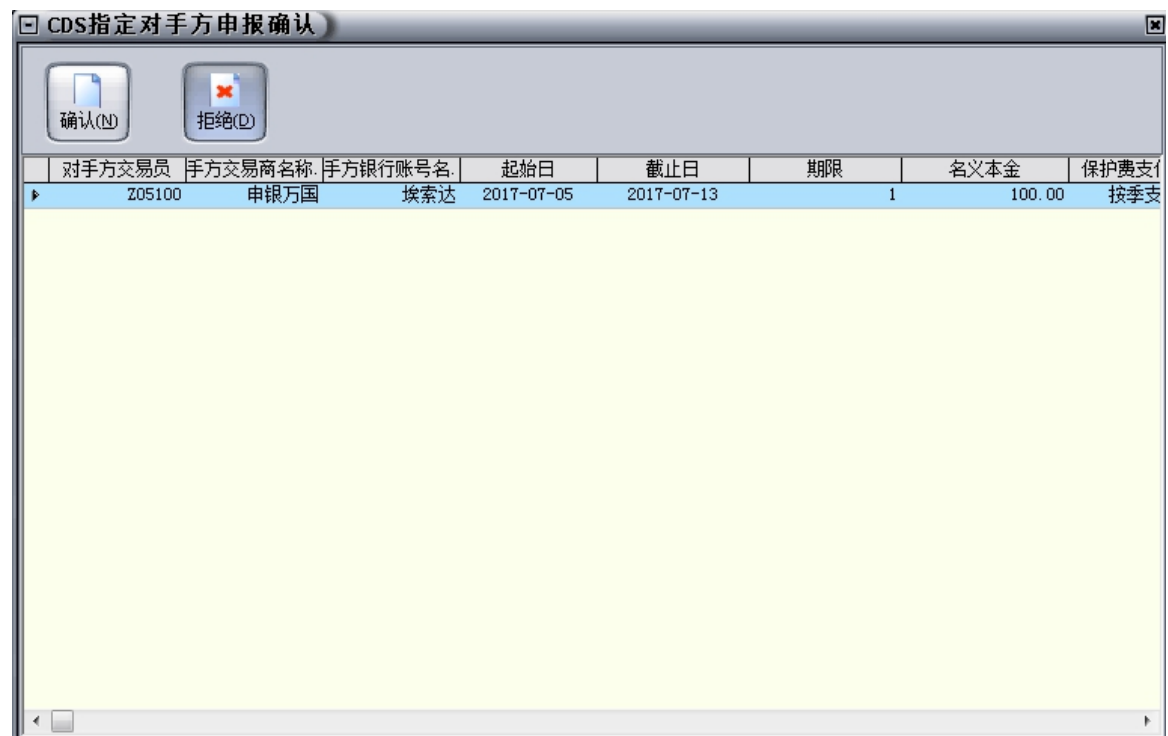 CDS指定对手方申报确认
确认(N) 拒绝(D)
对手方交易员 手方交易商名称. 手方银行账号名. 起始日 截止日 期限 名义本金 保护费支付
Z05100 申银万国 埃索达 2017-07-05 2017-07-13 1 100.00 按季支